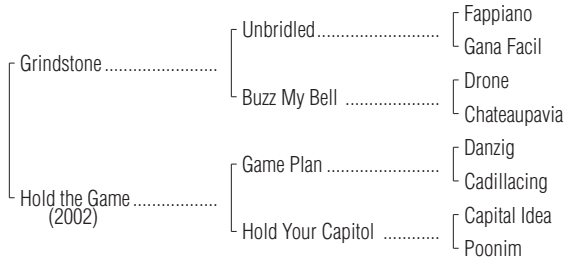 Fappiano
Unbridled..............................
Gana Facil
Grindstone ...........................
Drone
Buzz My Bell .......................
Chateaupavia
Danzig
Game Plan ...........................
Cadillacing
Hold the Game....................
(2002)
Capital Idea
Hold Your Capitol .............
Poonim